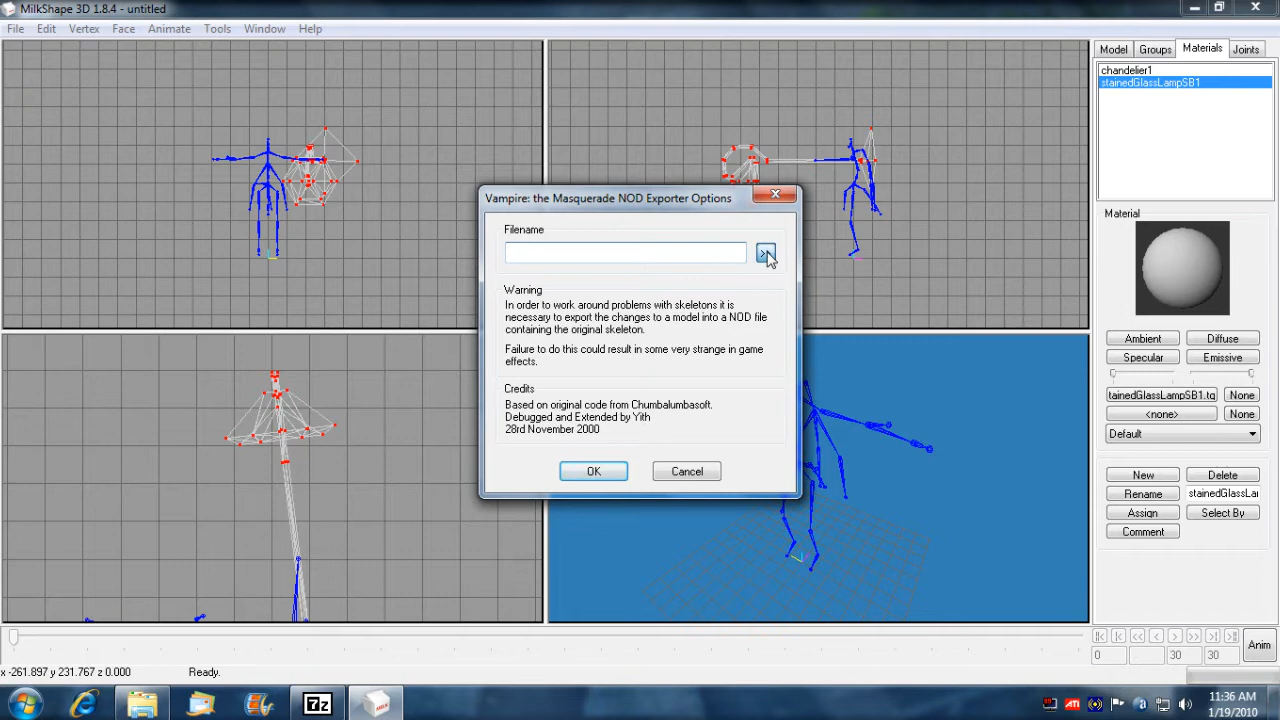 MilkShape 3D 1.8.4 - untitled
File Edit Vertex Face Animate Tools Window Help
Model Groups Materials Joints
chandelier1
stainedGlassLampSB1
Vampire: the Masquerade NOD Exporter Options
Filename
>>
Warning
In order to work around problems with skeletons it is
necessary to export the changes to a model into a NOD file
containing the original skeleton.
Failure to do this could result in some very strange in game
effects.
Credits
Based on original code from Chumbalumbasoft.
Debugged and Extended by Yith
28rd November 2000
OK Cancel
Material
Ambient Diffuse
Specular Emissive
tainedGlassLampSB1.tg None
<none> None
Default
New Delete
Rename stainedGlassLa
Assign Select By
Comment
0 30 30
Anim
x -261.897 y 231.767 z 0.000 Ready.
7z
MILK
ATI
11:36 AM
1/19/2010